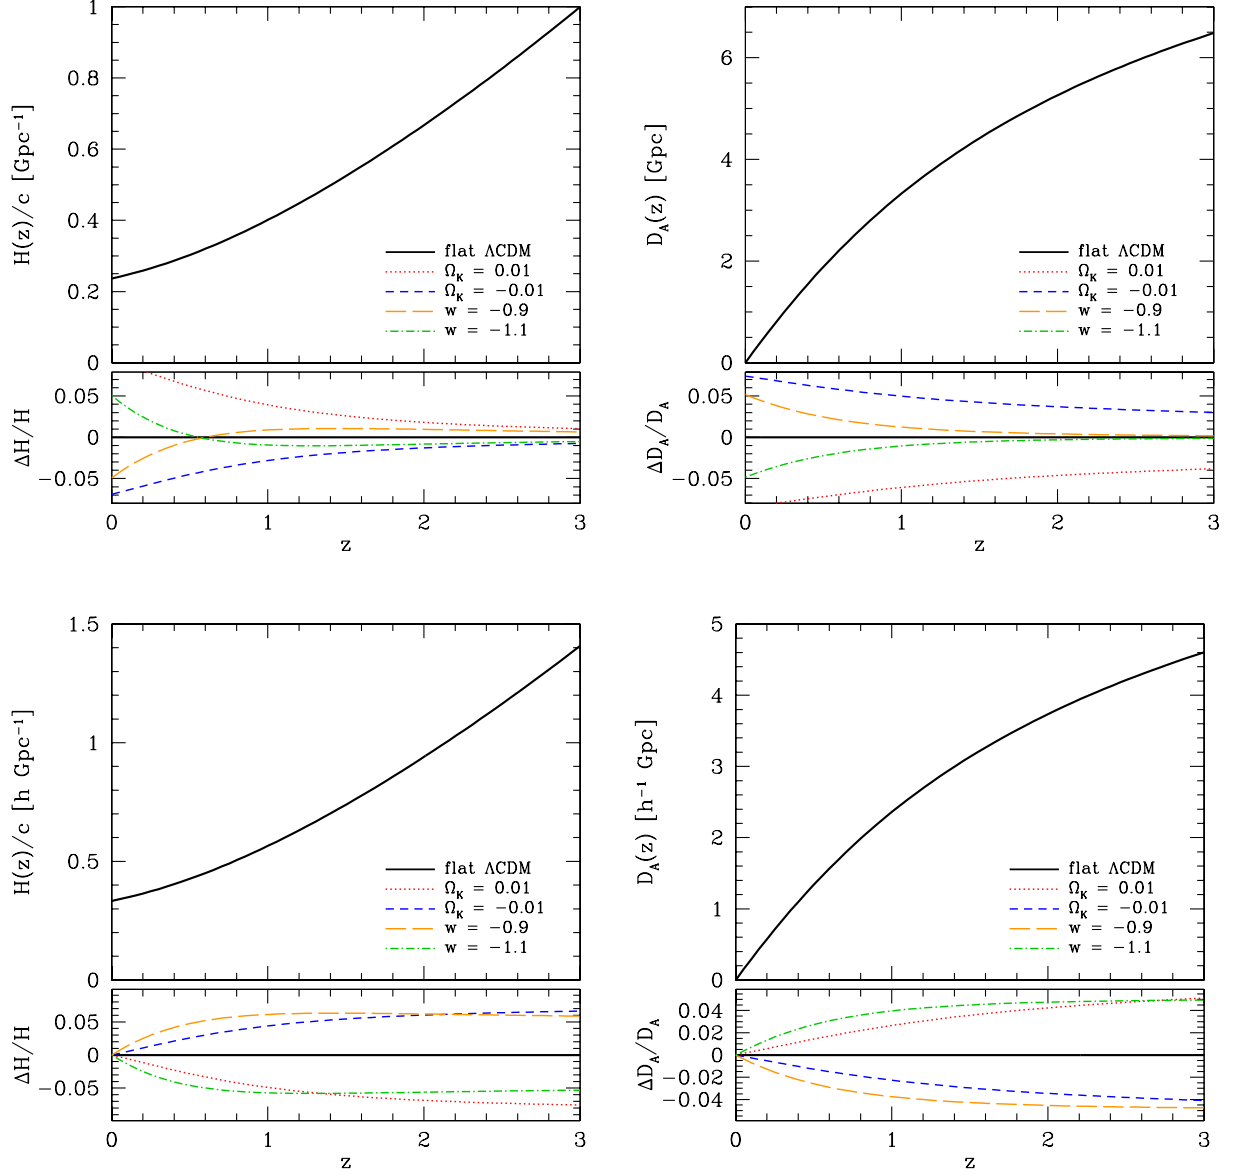 H(z)/c [Gpc⁻¹]
1
0.8
0.6
0.4
0.2
0
flat ΛCDM
Ω_K = 0.01
Ω_K = −0.01
w = −0.9
w = −1.1
ΔH/H
0.05
0
−0.05
0 1 2 3
z
D_A(z) [Gpc]
6
4
2
0
flat ΛCDM
Ω_K = 0.01
Ω_K = −0.01
w = −0.9
w = −1.1
ΔD_A/D_A
0.05
0
−0.05
0 1 2 3
z
H(z)/c [h Gpc⁻¹]
1.5
1
0.5
0
flat ΛCDM
Ω_K = 0.01
Ω_K = −0.01
w = −0.9
w = −1.1
ΔH/H
0.05
0
−0.05
0 1 2 3
z
D_A(z) [h⁻¹ Gpc]
5
4
3
2
1
0
flat ΛCDM
Ω_K = 0.01
Ω_K = −0.01
w = −0.9
w = −1.1
ΔD_A/D_A
0.04
0.02
0
−0.02
−0.04
0 1 2 3
z